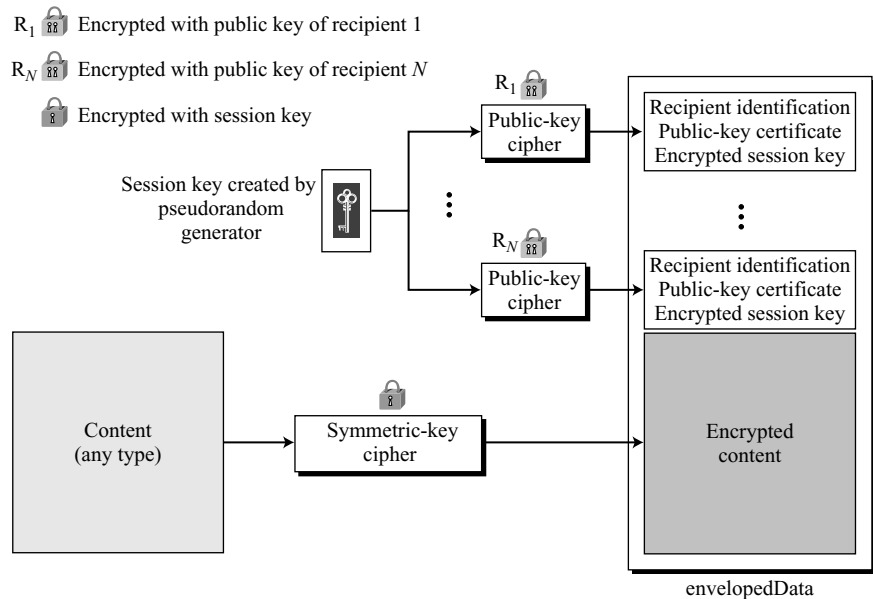 R1 Encrypted with public key of recipient 1
RN Encrypted with public key of recipient N
Encrypted with session key
Session key created by
pseudorandom
generator
R1
Public-key
cipher
Recipient identification
Public-key certificate
Encrypted session key
RN
Public-key
cipher
Recipient identification
Public-key certificate
Encrypted session key
Content
(any type)
Symmetric-key
cipher
Encrypted
content
envelopedData